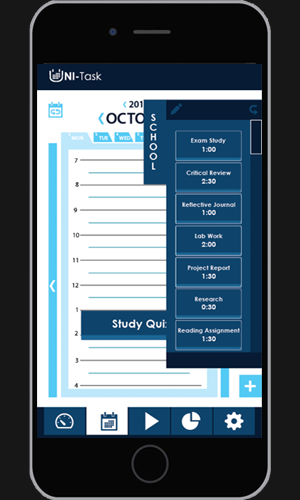 UNI-Task
‹ 201
‹OCTO
MON TUE WED
SCHOOL
7
8
9
10
11
12
1
2
3
4
Study Qui
Exam Study
1:00
Critical Review
2:30
Reflective Journal
1:00
Lab Work
2:00
Project Report
1:30
Research
0:30
Reading Assignment
1:30